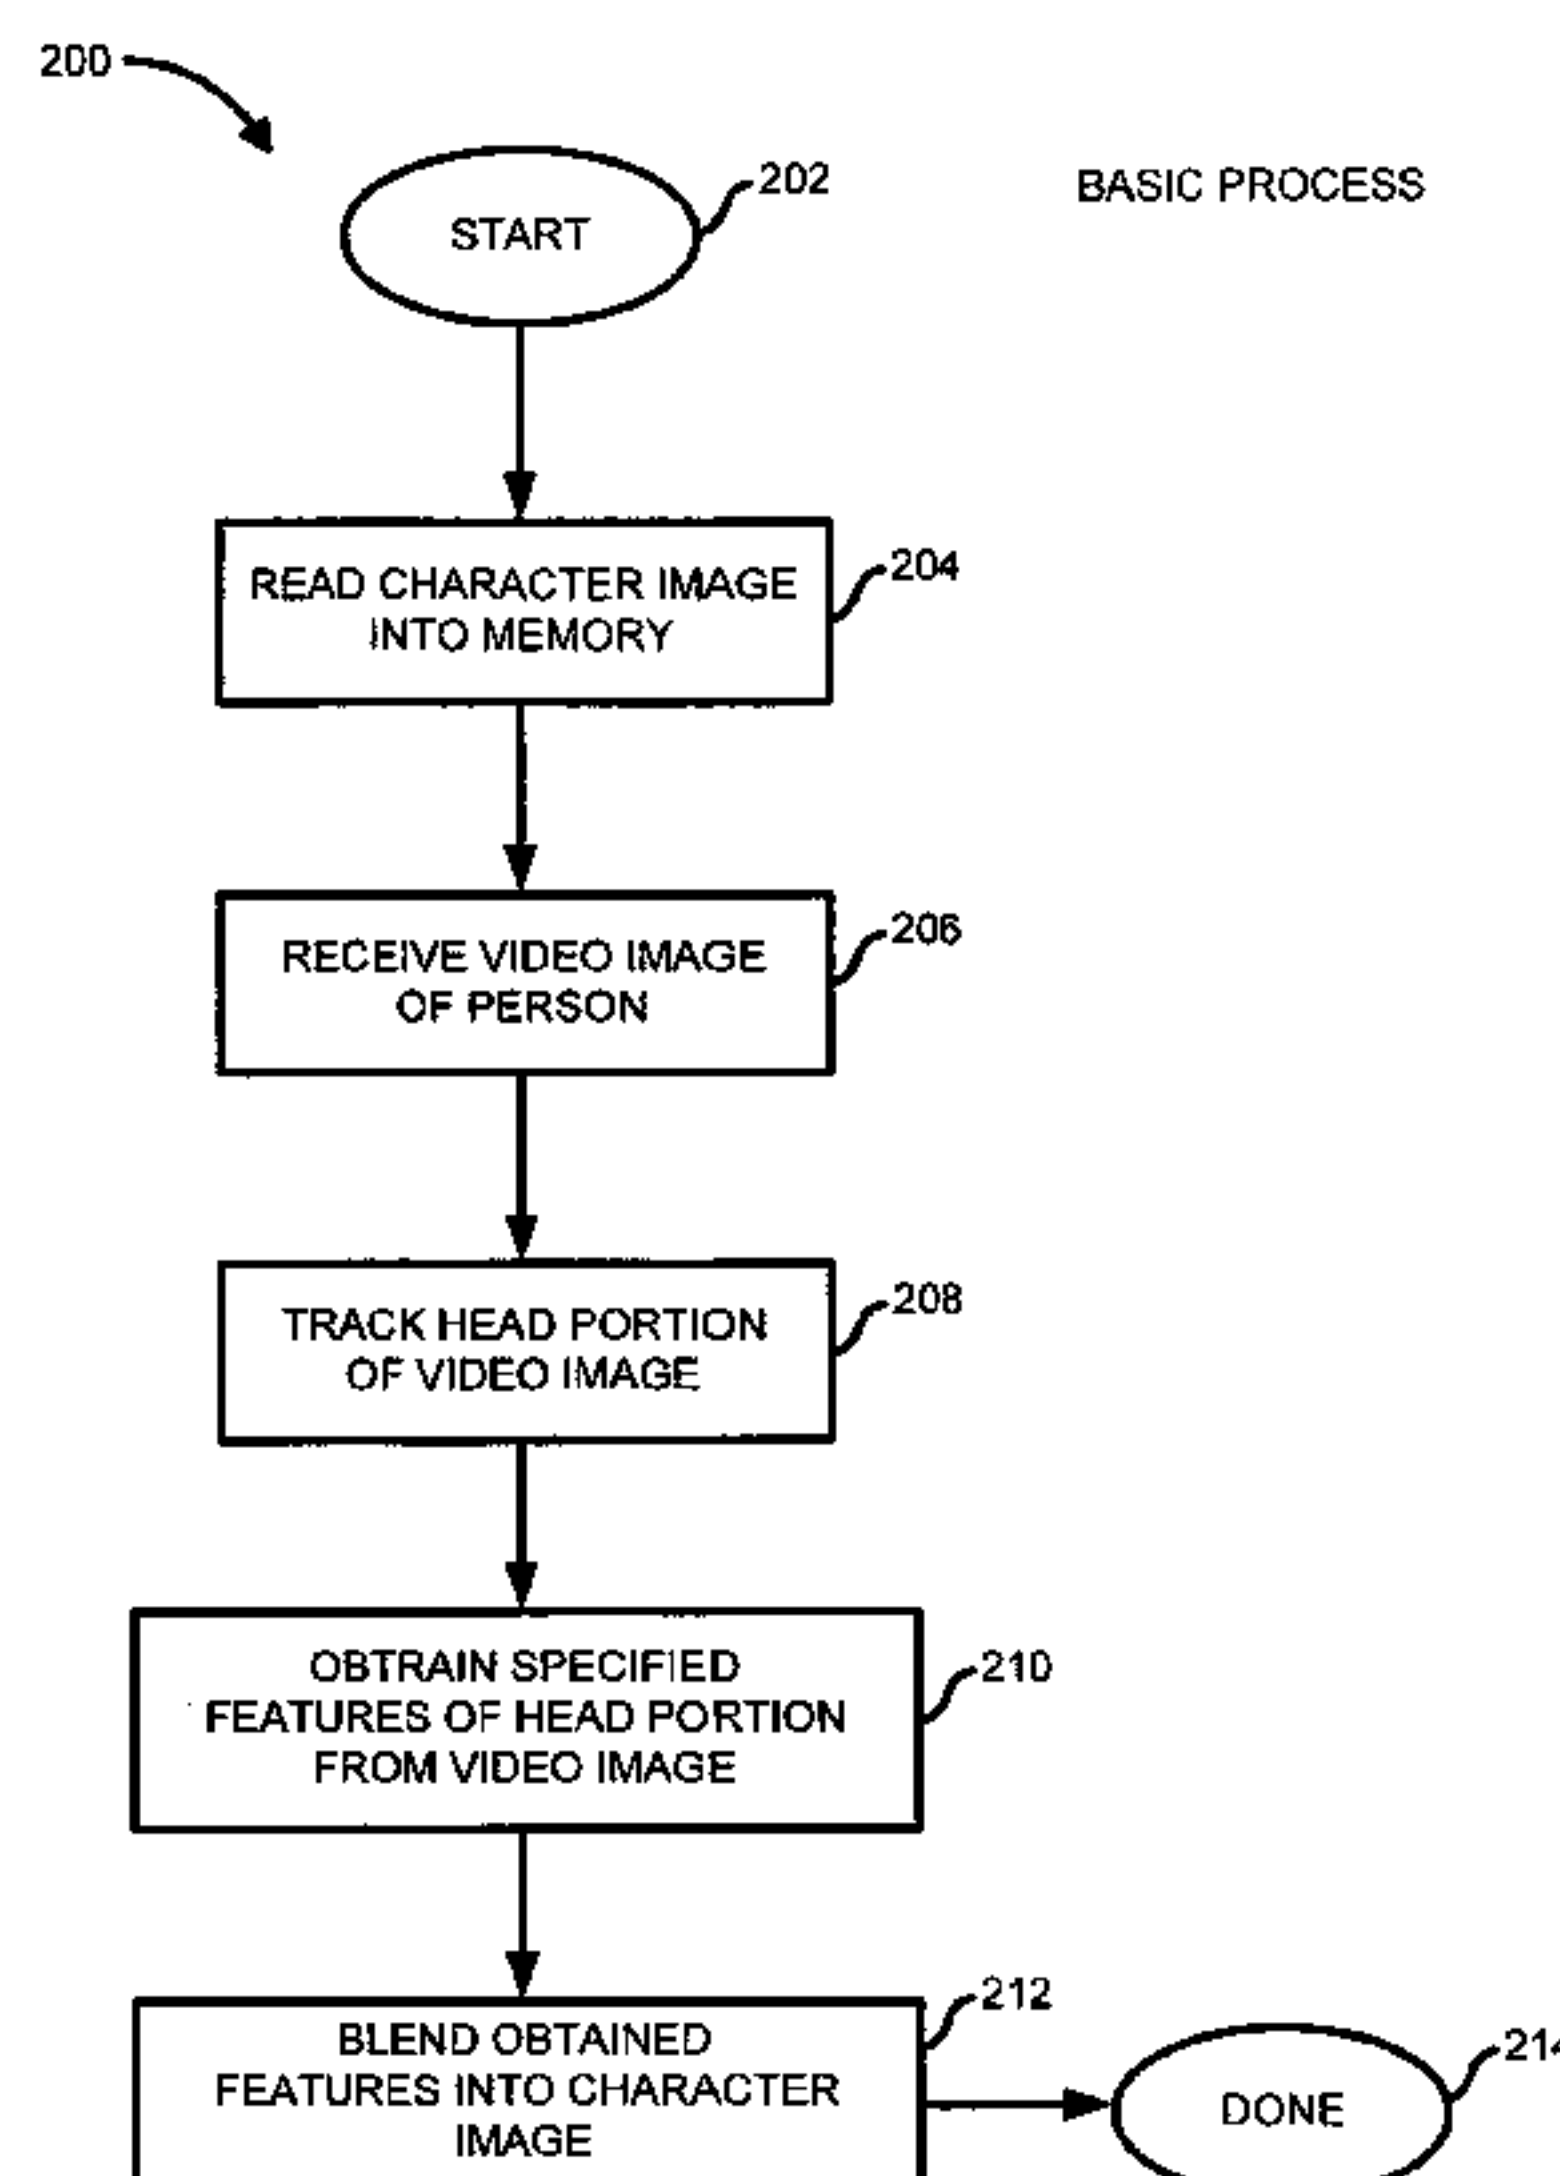 200
202
BASIC PROCESS
START
204
READ CHARACTER IMAGE
INTO MEMORY
206
RECEIVE VIDEO IMAGE
OF PERSON
208
TRACK HEAD PORTION
OF VIDEO IMAGE
210
OBTRAIN SPECIFIED
FEATURES OF HEAD PORTION
FROM VIDEO IMAGE
212
BLEND OBTAINED
FEATURES INTO CHARACTER
IMAGE
214
DONE